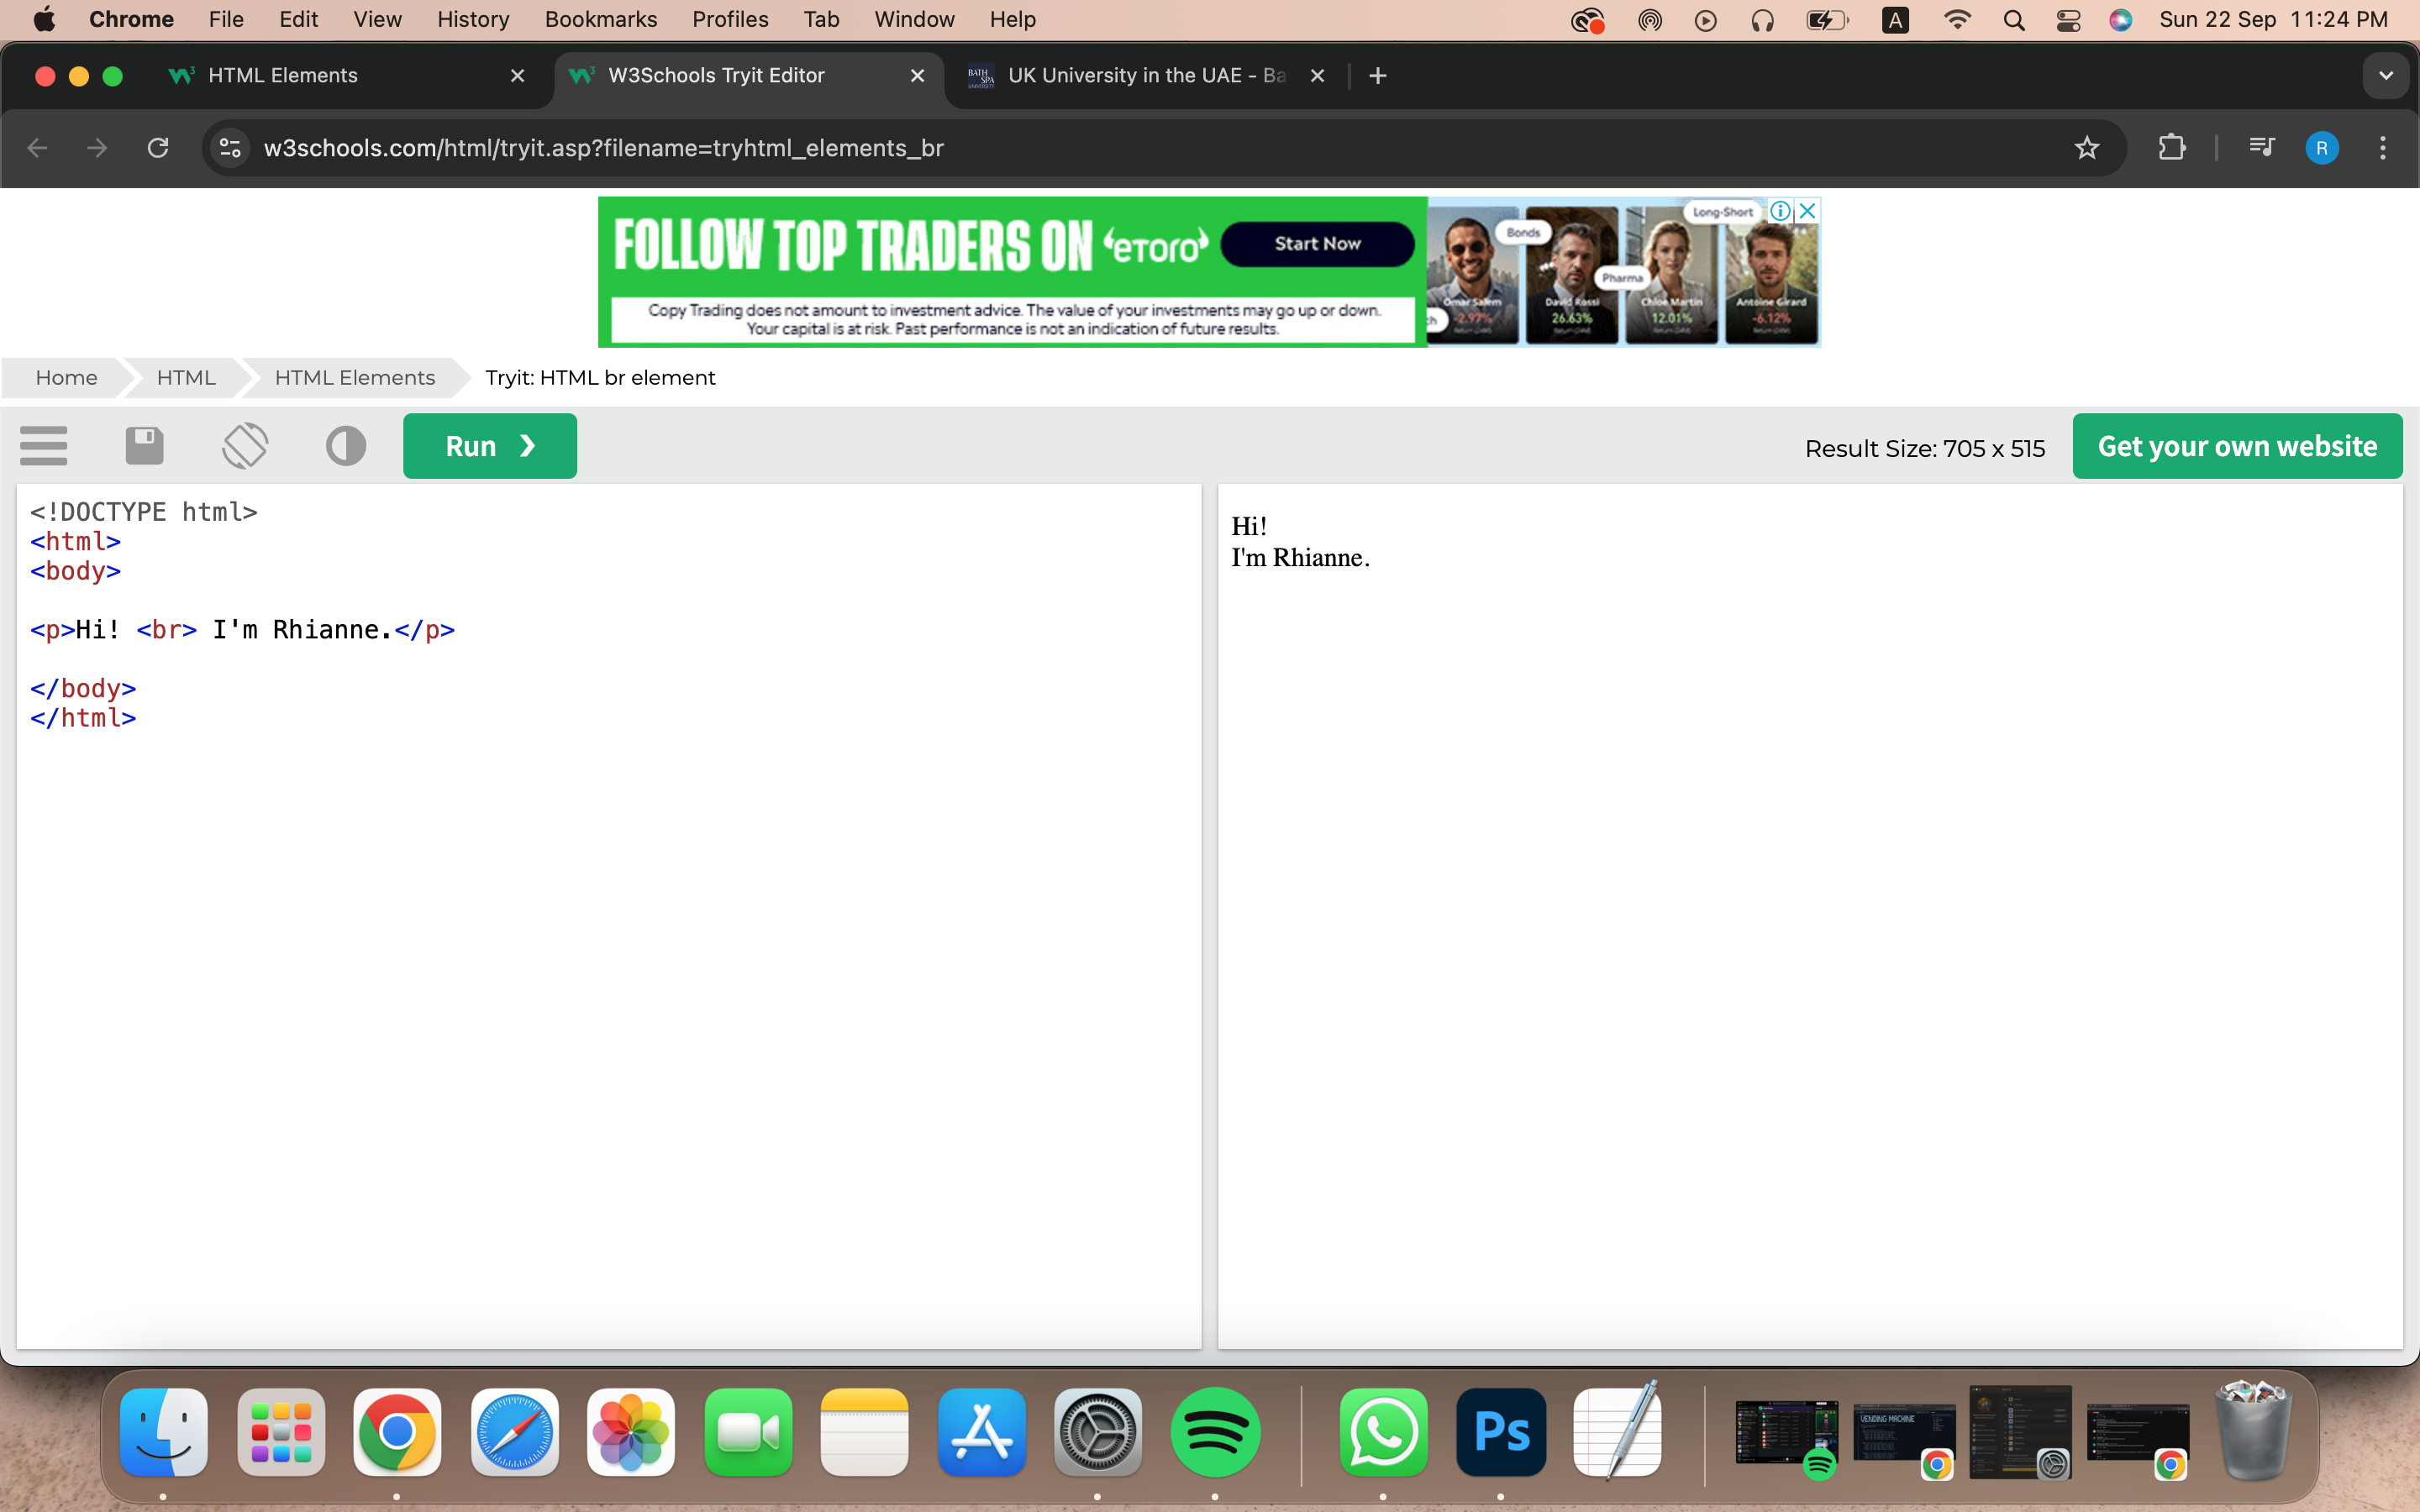 Chrome File Edit View History Bookmarks Profiles Tab Window Help A Sun 22 Sep 11:24 PM
HTML Elements W3Schools Tryit Editor UK University in the UAE - Ba
w3schools.com/html/tryit.asp?filename=tryhtml_elements_br R
FOLLOW TOP TRADERS ON eToro Start Now
Copy Trading does not amount to investment advice. The value of your investments may go up or down.
Your capital is at risk. Past performance is not an indication of future results.
Long-Short
Bonds
Pharma
Omar Salem David Rossi Chloe Martin Antoine Girard
-2.97% 26.63% 12.01% -6.12%
Home HTML HTML Elements Tryit: HTML br element
Run ❯ Result Size: 705 x 515 Get your own website
<!DOCTYPE html>
<html>
<body>
<p>Hi! <br> I'm Rhianne.</p>
</body>
</html>
Hi!
I'm Rhianne.
Ps
VENDING MACHINE